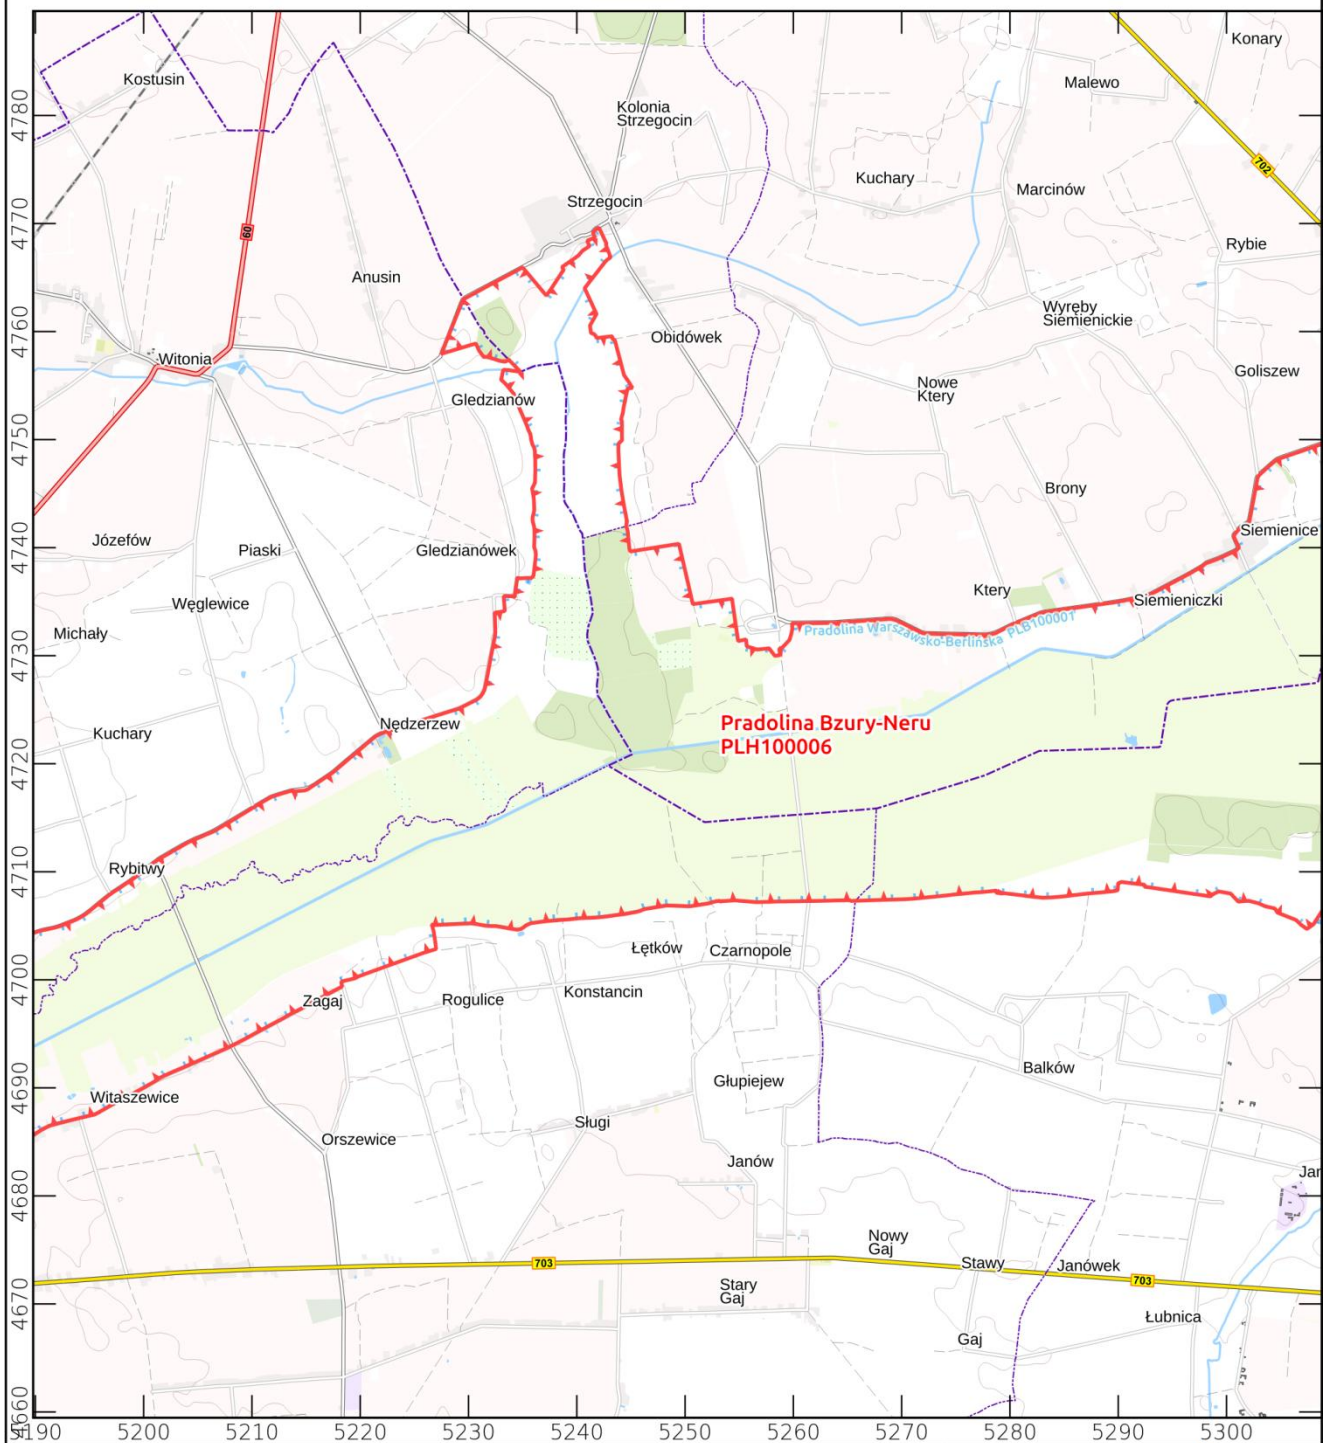 Konary
Kostusin
Malewo
4780
Kolonia
Strzegocin
702
Kuchary
Marcinów
Strzegocin
4770
60
Rybie
Anusin
4760
Wyręby
Siemienickie
Obidówek
Witonia
Goliszew
Nowe
Ktery
Gledzianów
4750
Brony
Siemienice
Józefów
Piaski
Gledzianówek
4740
Ktery
Węglewice
Siemieniczki
Michały
Pradolina Warszawsko-Berlińska PLB100001
4730
Nędzerzew
Pradolina Bzury-Neru
PLH100006
Kuchary
4720
Rybitwy
4710
Łętków
Czarnopole
4700
Zagaj
Rogulice
Konstancin
Balków
Głupiejew
4690
Witaszewice
Sługi
Orszewice
Janów
Jar
4680
Nowy
Gaj
703
Stawy
Janówek
703
4670
Stary
Gaj
Łubnica
Gaj
4660
5190
5200
5210
5220
5230
5240
5250
5260
5270
5280
5290
5300